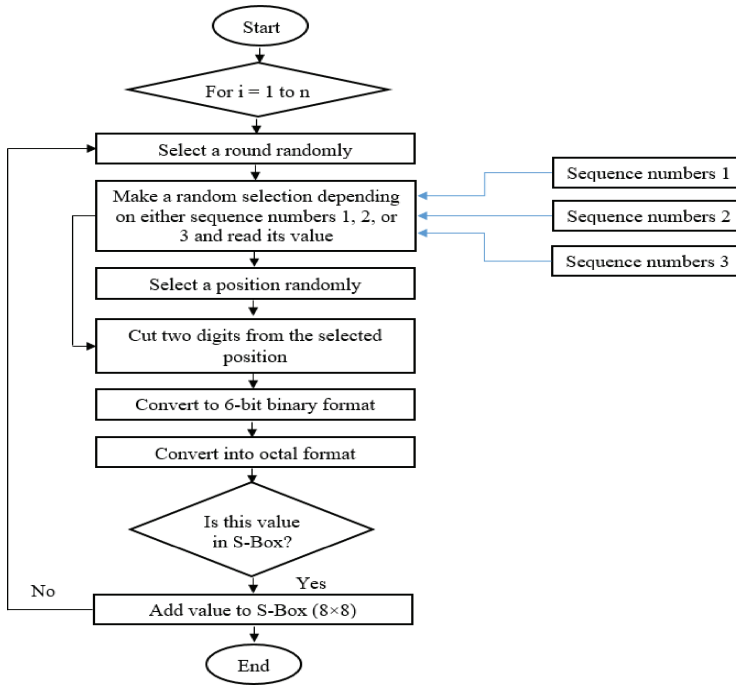 Start
For i = 1 to n
Select a round randomly
Make a random selection depending
on either sequence numbers 1, 2, or
3 and read its value
Sequence numbers 1
Sequence numbers 2
Sequence numbers 3
Select a position randomly
Cut two digits from the selected
position
Convert to 6-bit binary format
Convert into octal format
Is this value
in S-Box?
No
Yes
Add value to S-Box (8×8)
End